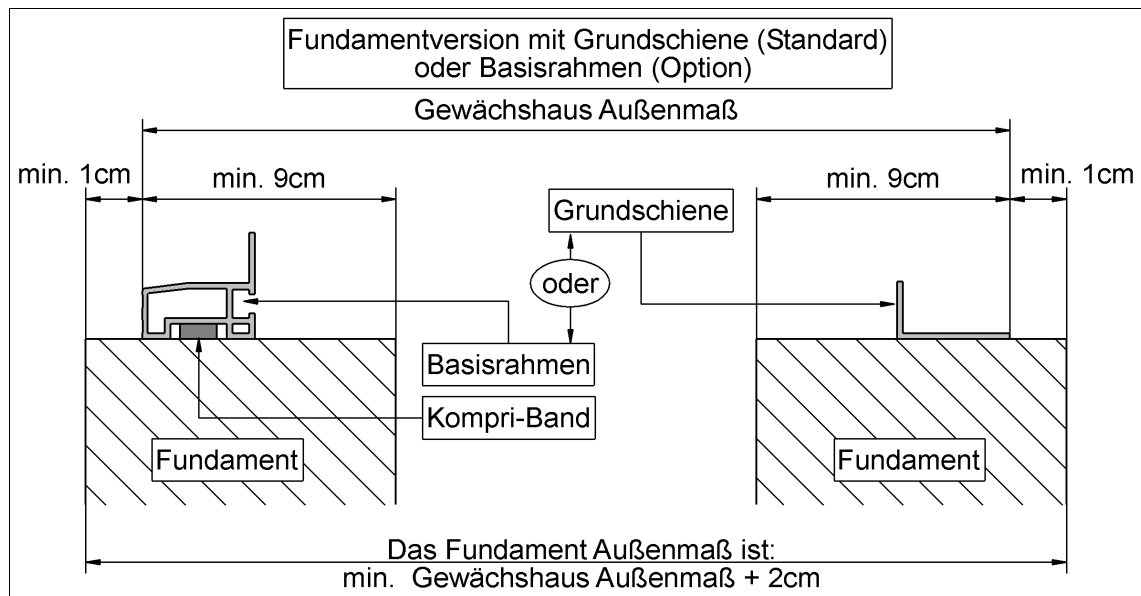 Fundamentversion mit Grundschiene (Standard)
oder Basisrahmen (Option)
Gewächshaus Außenmaß
min. 1cm
min. 9cm
min. 9cm
min. 1cm
Grundschiene
oder
Basisrahmen
Kompri-Band
Fundament
Fundament
Das Fundament Außenmaß ist:
min. Gewächshaus Außenmaß + 2cm